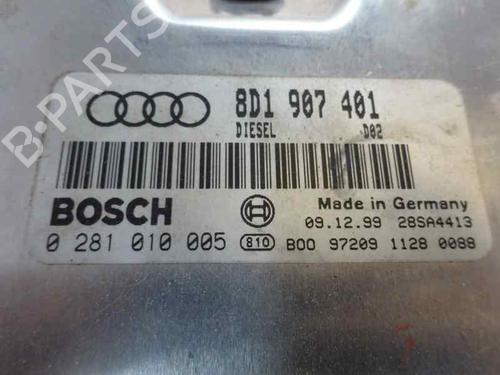 B-PARTS
8D1 907 401
DIESEL D02
BOSCH
Made in Germany
09.12.99 28SA4413
0 281 010 005 810 B00 97209 1128 0088